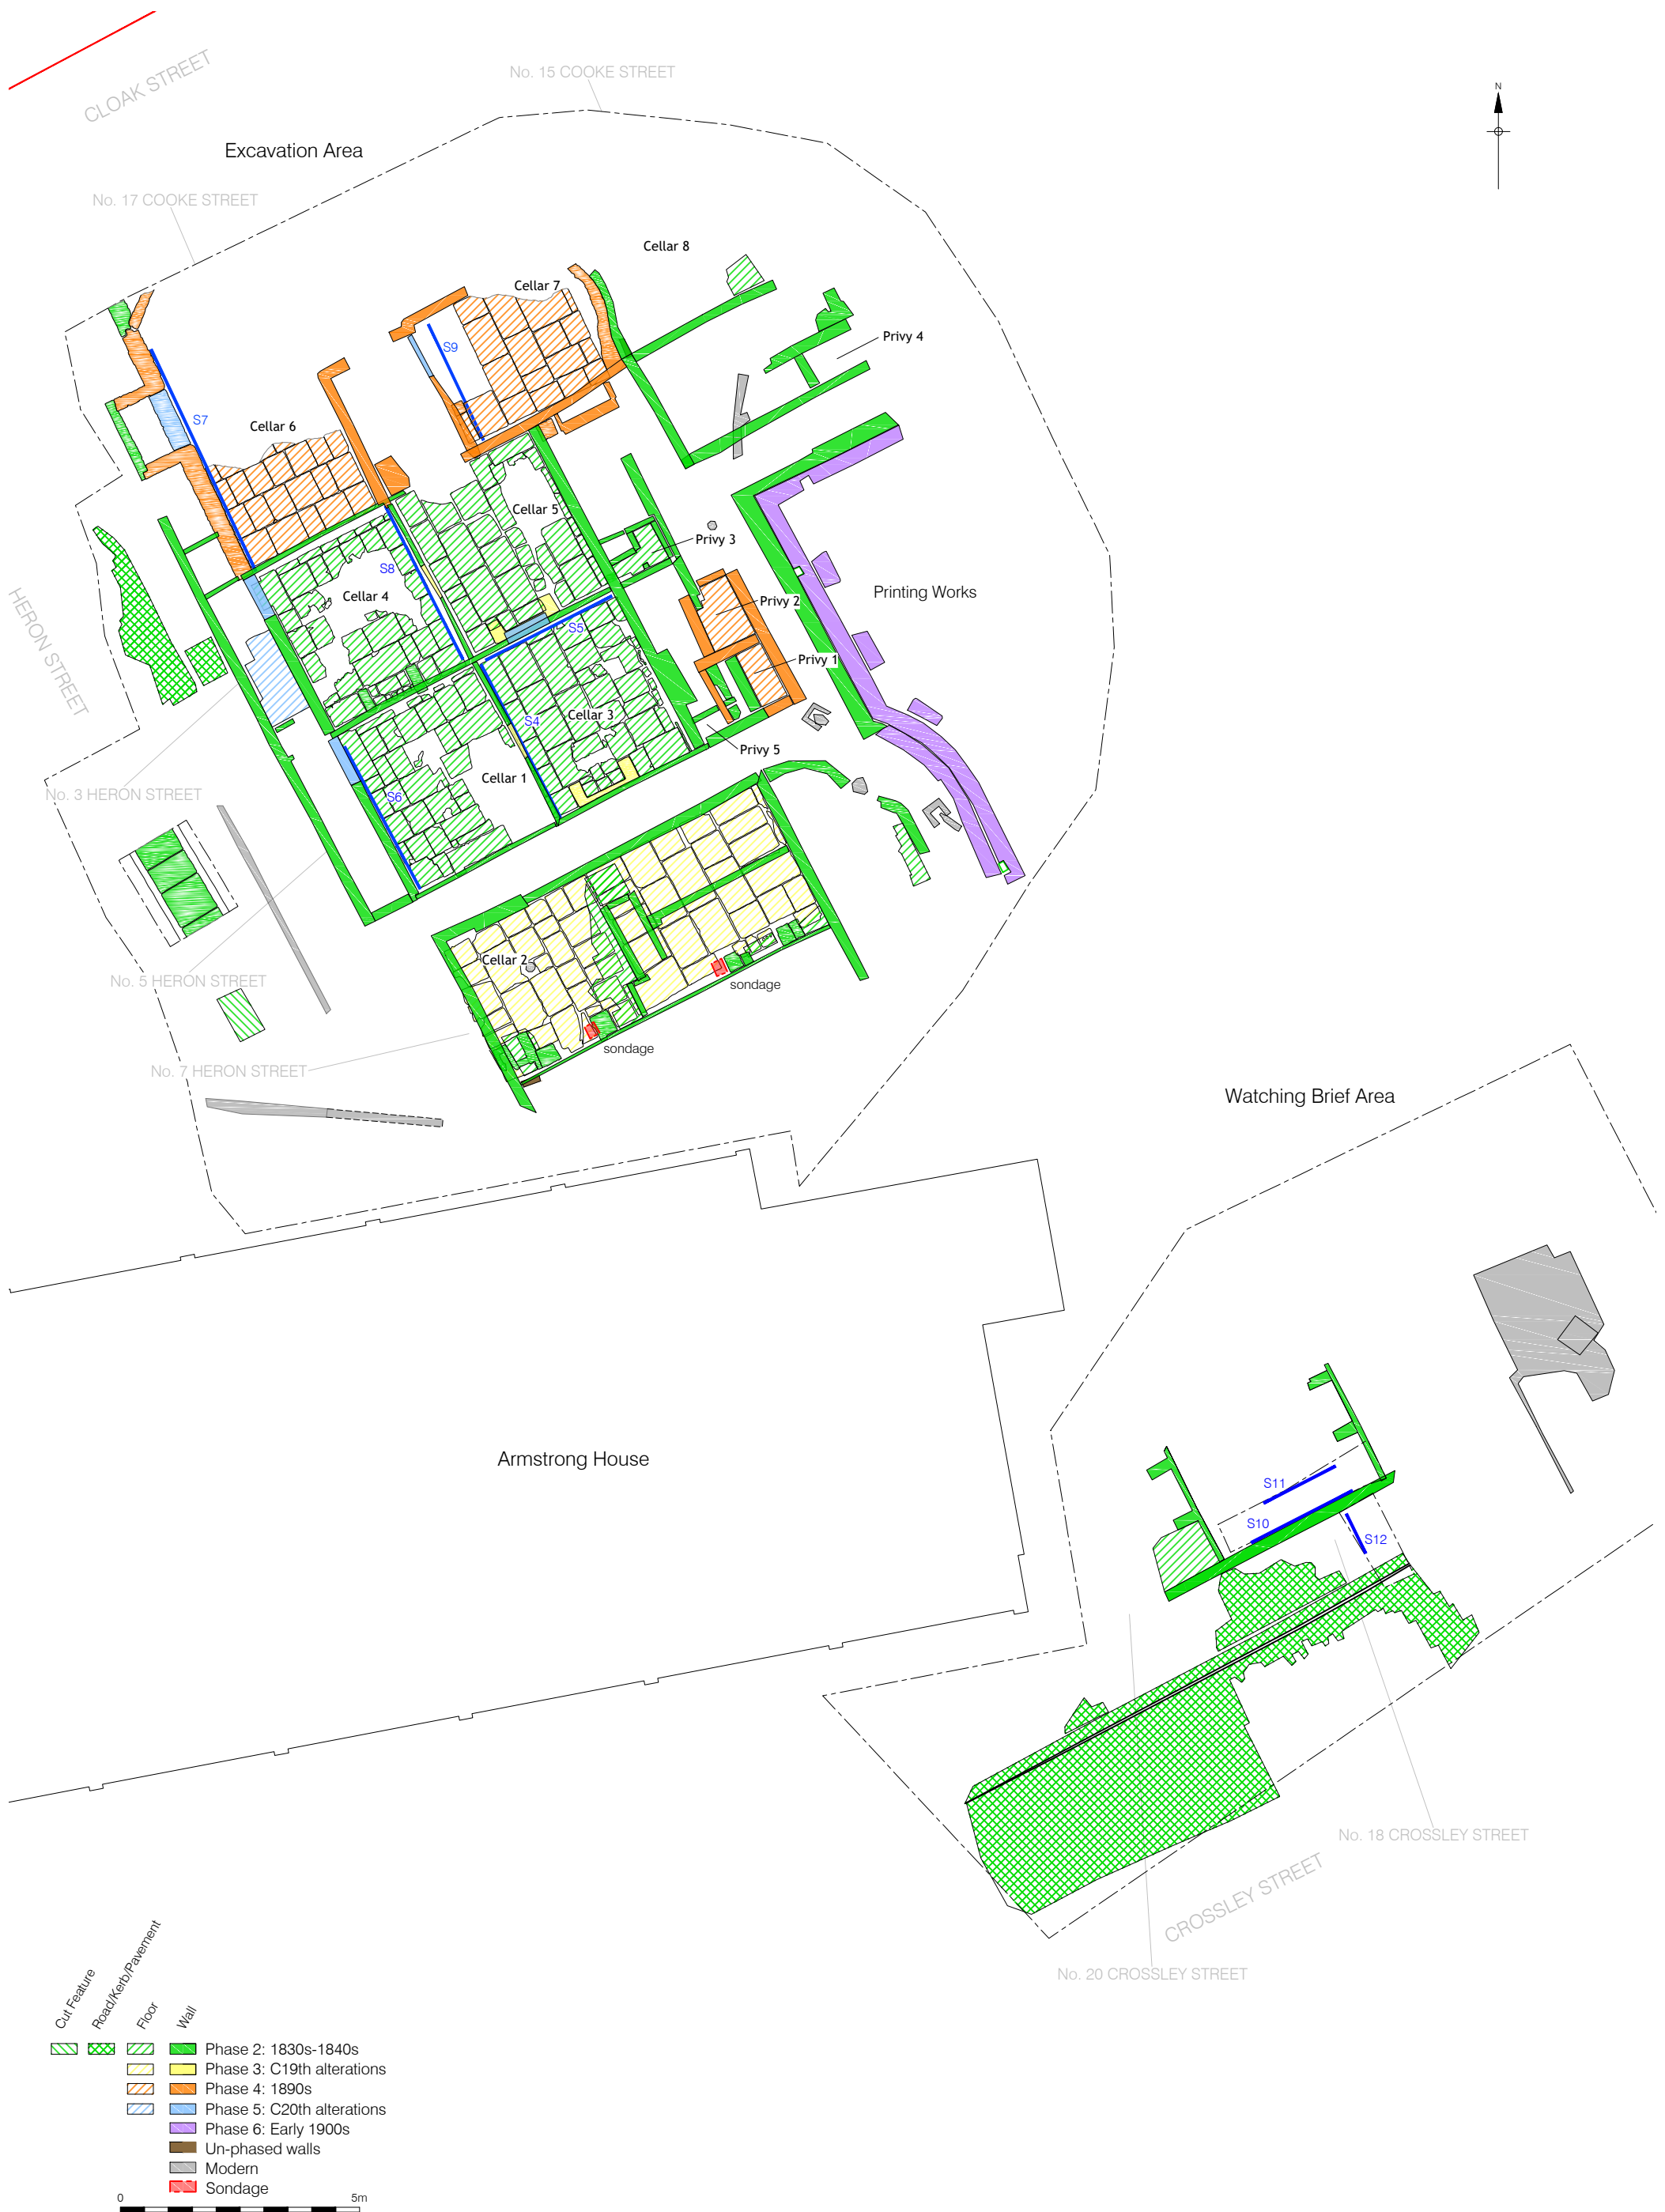 CLOAK STREET
No. 15 COOKE STREET
N
Excavation Area
No. 17 COOKE STREET
Cellar 8
Cellar 7
Privy 4
S9
S7
Cellar 6
Cellar 5
Privy 3
S8
Cellar 4
HERON STREET
Privy 2
Printing Works
S5
Privy 1
S4
Cellar 3
Privy 5
Cellar 1
No. 3 HERON STREET
S6
Cellar 2
No. 5 HERON STREET
sondage
sondage
No. 7 HERON STREET
Watching Brief Area
Armstrong House
S11
S10
S12
No. 18 CROSSLEY STREET
CROSSLEY STREET
No. 20 CROSSLEY STREET
Cut Feature
Road/Kerb/Pavement
Floor
Wall
Phase 2: 1830s-1840s
Phase 3: C19th alterations
Phase 4: 1890s
Phase 5: C20th alterations
Phase 6: Early 1900s
Un-phased walls
Modern
Sondage
0 5m